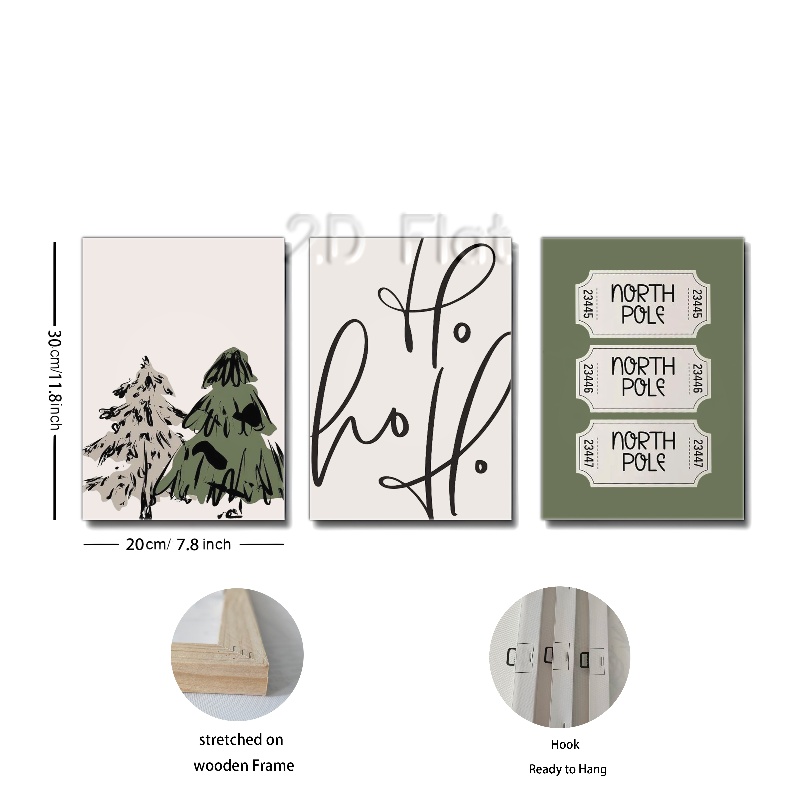 2D Flat
30cm/11.8inch
Ho
ho
Ho
23445 NORTH POLE 23445
23446 NORTH POLE 23446
23447 NORTH POLE 23447
20cm/ 7.8 inch
stretched on
wooden Frame
Hook
Ready to Hang